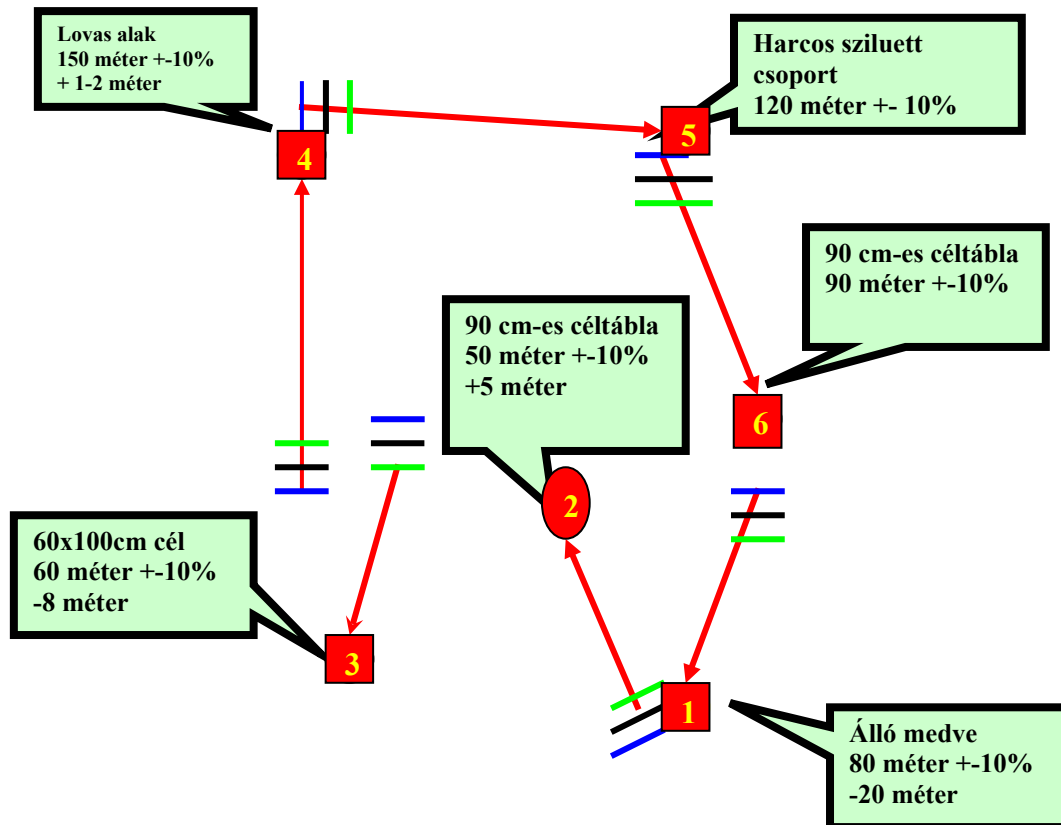 Lovas alak
150 méter +-10%
+ 1-2 méter
Harcos sziluett
csoport
120 méter +- 10%
4
5
90 cm-es céltábla
90 méter +-10%
90 cm-es céltábla
50 méter +-10%
+5 méter
6
2
60x100cm cél
60 méter +-10%
-8 méter
3
1
Álló medve
80 méter +-10%
-20 méter